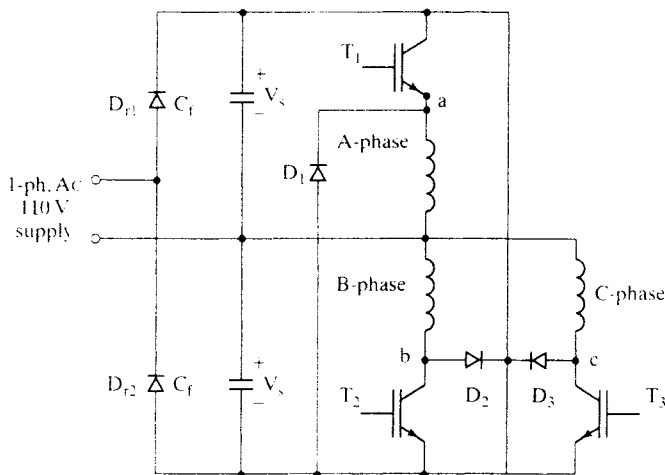 T1
a
+
Dr1 Cf Vs
−
A-phase
D1
1-ph. Ac
110 V
supply
B-phase
C-phase
b
c
+
Dr2 Cf Vs
−
T2
D2 D3
T3